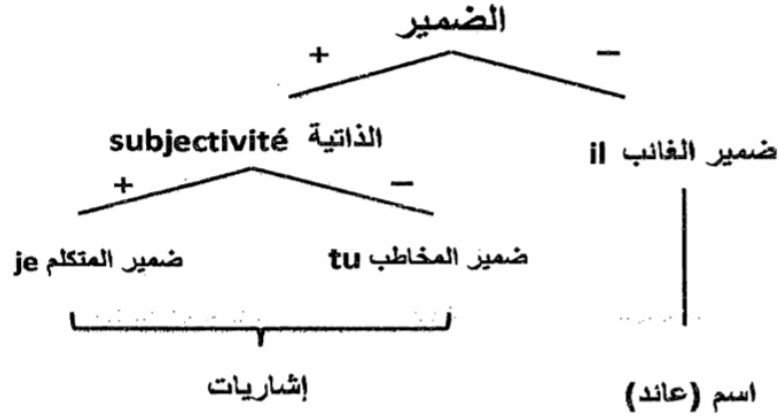 الضمير
+ −
الذاتية subjectivité
ضمير الغائب il
+ −
ضمير المتكلم je
ضمير المخاطب tu
إشاريات
اسم (عائد)